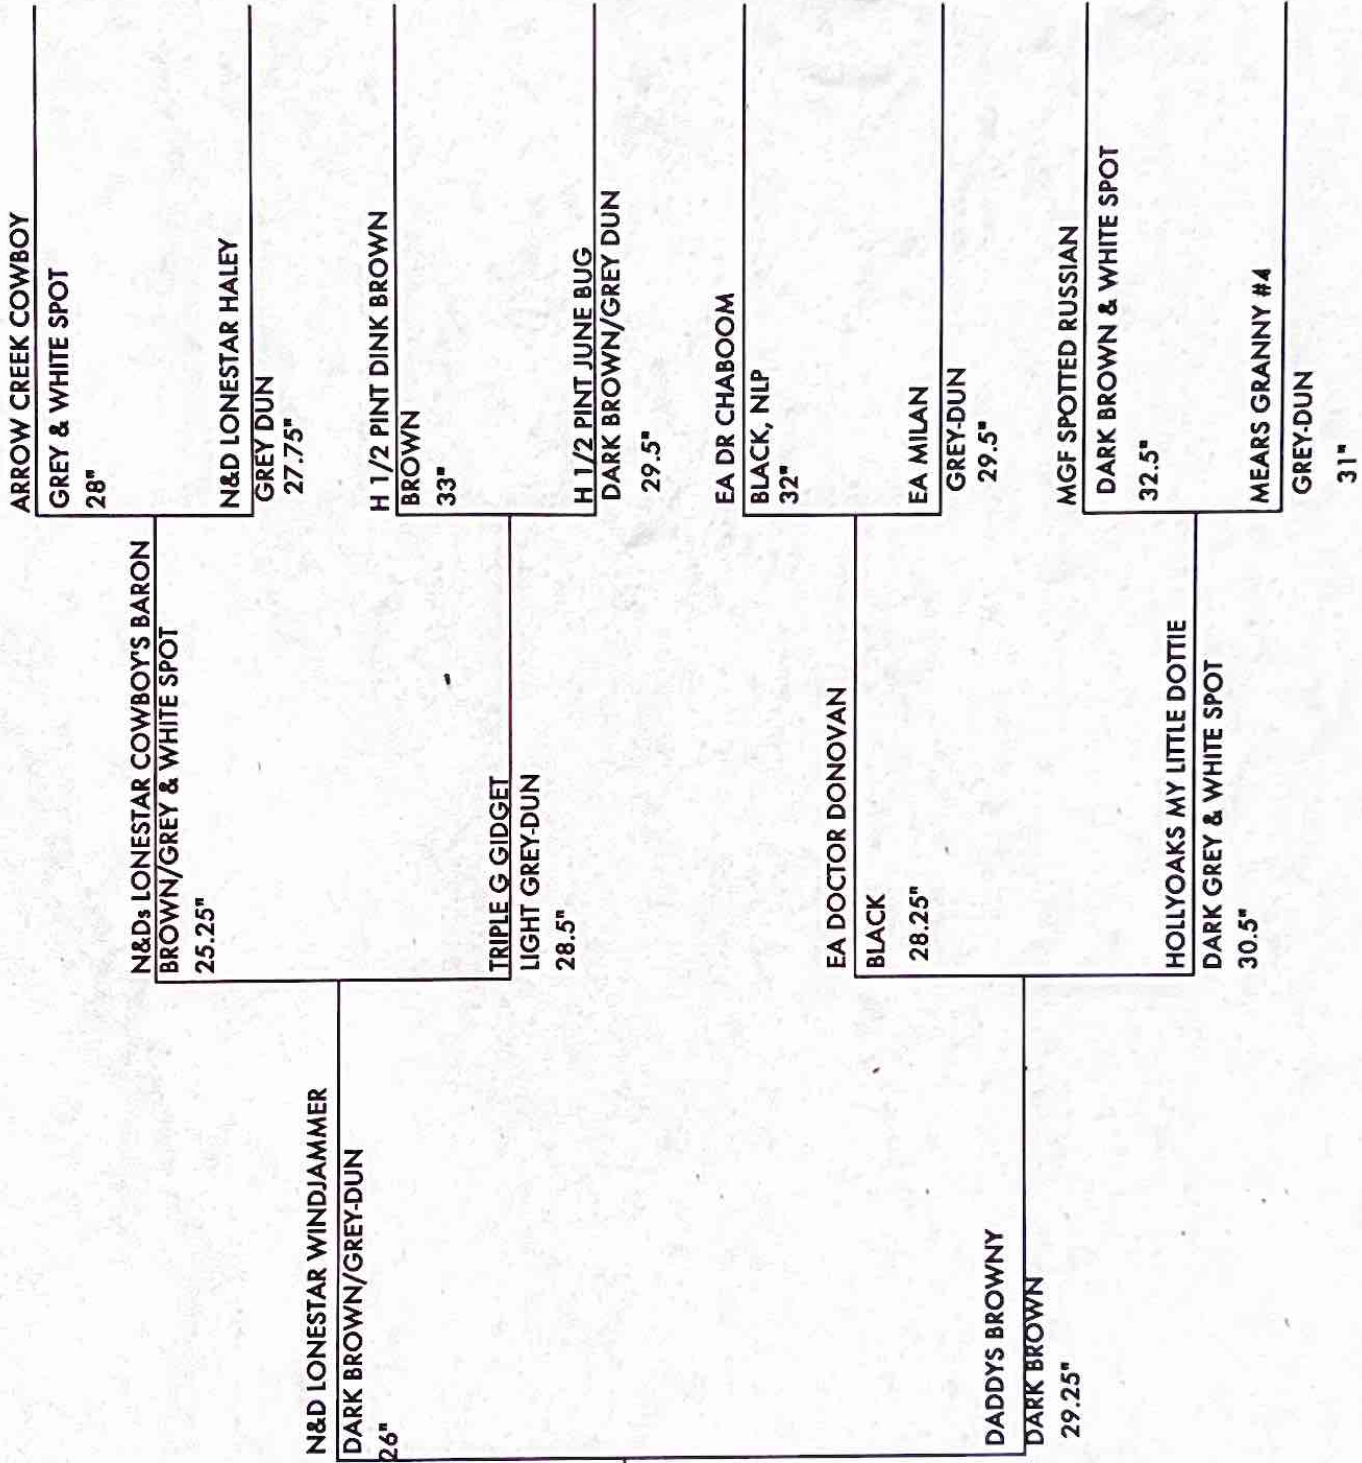 ARROW CREEK COWBOY
GREY & WHITE SPOT
28"
N&Ds LONESTAR COWBOY'S BARON
BROWN/GREY & WHITE SPOT
25.25"
N&D LONESTAR HALEY
GREY DUN
27.75"
N&D LONESTAR WINDJAMMER
DARK BROWN/GREY-DUN
26"
H 1/2 PINT DINK BROWN
BROWN
33"
TRIPLE G GIDGET
LIGHT GREY-DUN
28.5"
H 1/2 PINT JUNE BUG
DARK BROWN/GREY DUN
29.5"
EA DR CHABOOM
BLACK, NLP
32"
EA DOCTOR DONOVAN
BLACK
28.25"
EA MILAN
GREY-DUN
29.5"
DADDYS BROWNY
DARK BROWN
29.25"
MGF SPOTTED RUSSIAN
DARK BROWN & WHITE SPOT
32.5"
HOLLYOAKS MY LITTLE DOTTIE
DARK GREY & WHITE SPOT
30.5"
MEARS GRANNY #4
GREY-DUN
31"